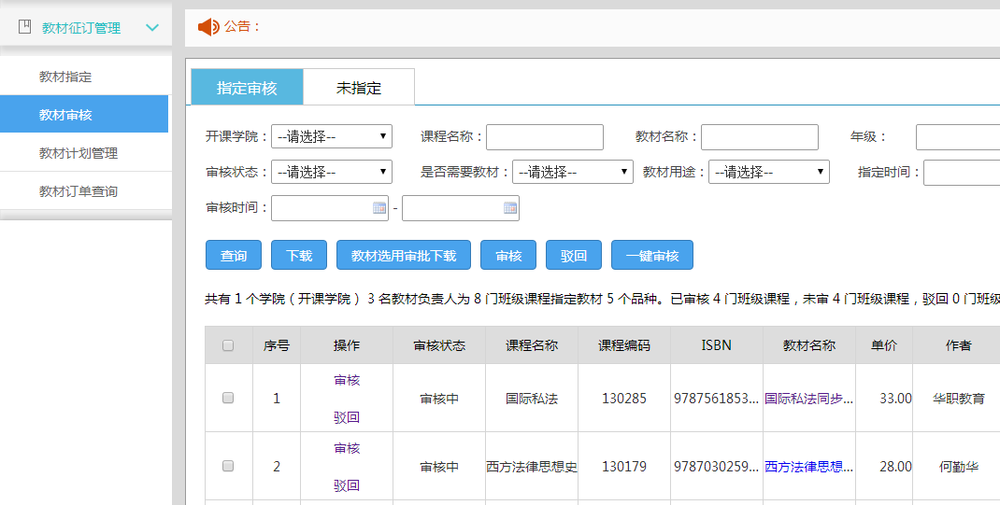 教材征订管理
教材指定
教材审核
教材计划管理
教材订单查询
公告：
指定审核 未指定
开课学院： --请选择-- 课程名称： 教材名称： 年级：
审核状态： --请选择-- 是否需要教材： --请选择-- 教材用途： --请选择-- 指定时间：
审核时间： -
查询 下载 教材选用审批下载 审核 驳回 一键审核
共有 1 个学院（开课学院） 3 名教材负责人为 8 门班级课程指定教材 5 个品种。已审核 4 门班级课程，未审 4 门班级课程，驳回 0 门班级
序号 操作 审核状态 课程名称 课程编码 ISBN 教材名称 单价 作者
1 审核 驳回 审核中 国际私法 130285 9787561853... 国际私法同步... 33.00 华职教育
2 审核 驳回 审核中 西方法律思想史 130179 9787030259... 西方法律思想... 28.00 何勤华